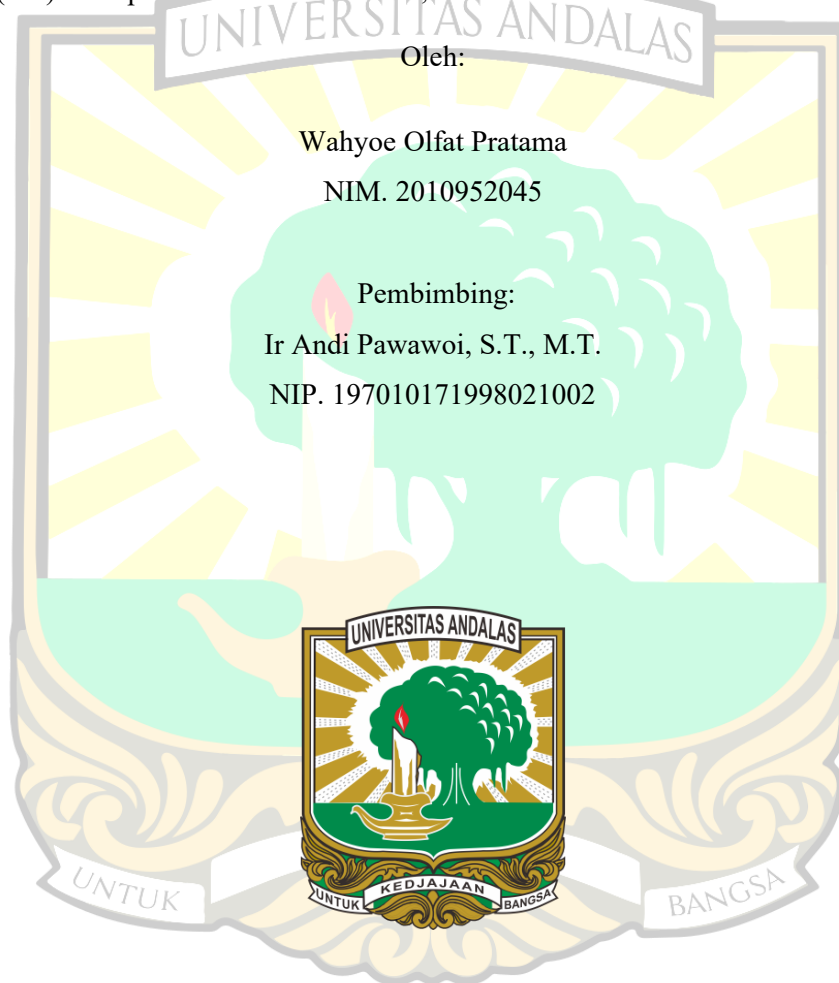 UNIVERSITAS ANDALAS
Oleh:
Wahyoe Olfat Pratama
NIM. 2010952045
Pembimbing:
Ir Andi Pawawoi, S.T., M.T.
NIP. 197010171998021002
UNIVERSITAS ANDALAS
UNTUK KEDJAJAAN BANGSA
UNTUK BANGSA